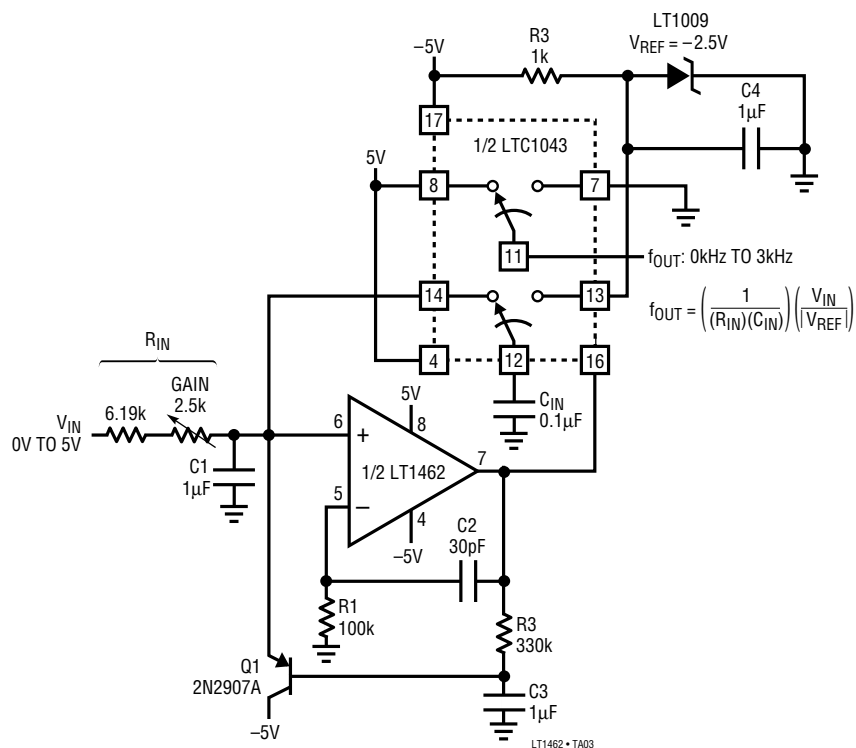 LT1009
V_REF = –2.5V
R3
1k
–5V
C4
1µF
17
1/2 LTC1043
5V
8
7
11
f_OUT: 0kHz TO 3kHz
14
13
f_OUT = (1 / (R_IN)(C_IN)) (V_IN / |V_REF|)
R_IN
4
12
16
GAIN
2.5k
6.19k
5V
C_IN
0.1µF
V_IN
0V TO 5V
6
+
8
C1
1µF
1/2 LT1462
7
5
–
4
–5V
C2
30pF
R1
100k
R3
330k
Q1
2N2907A
C3
1µF
–5V
LT1462 • TA03